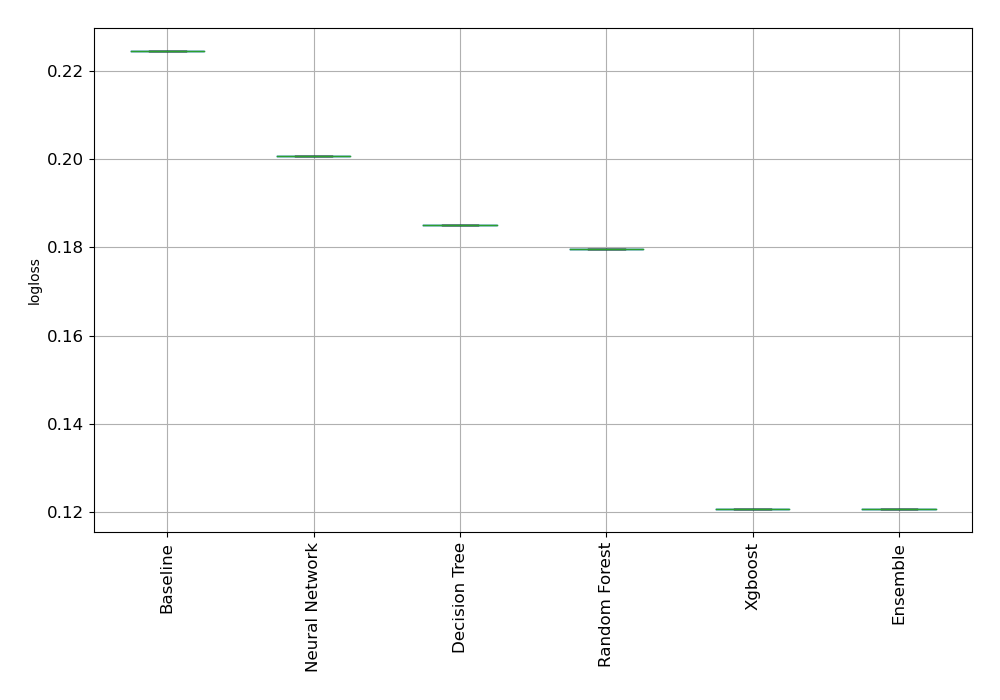 logloss
0.22
0.20
0.18
0.16
0.14
0.12
Baseline
Neural Network
Decision Tree
Random Forest
Xgboost
Ensemble